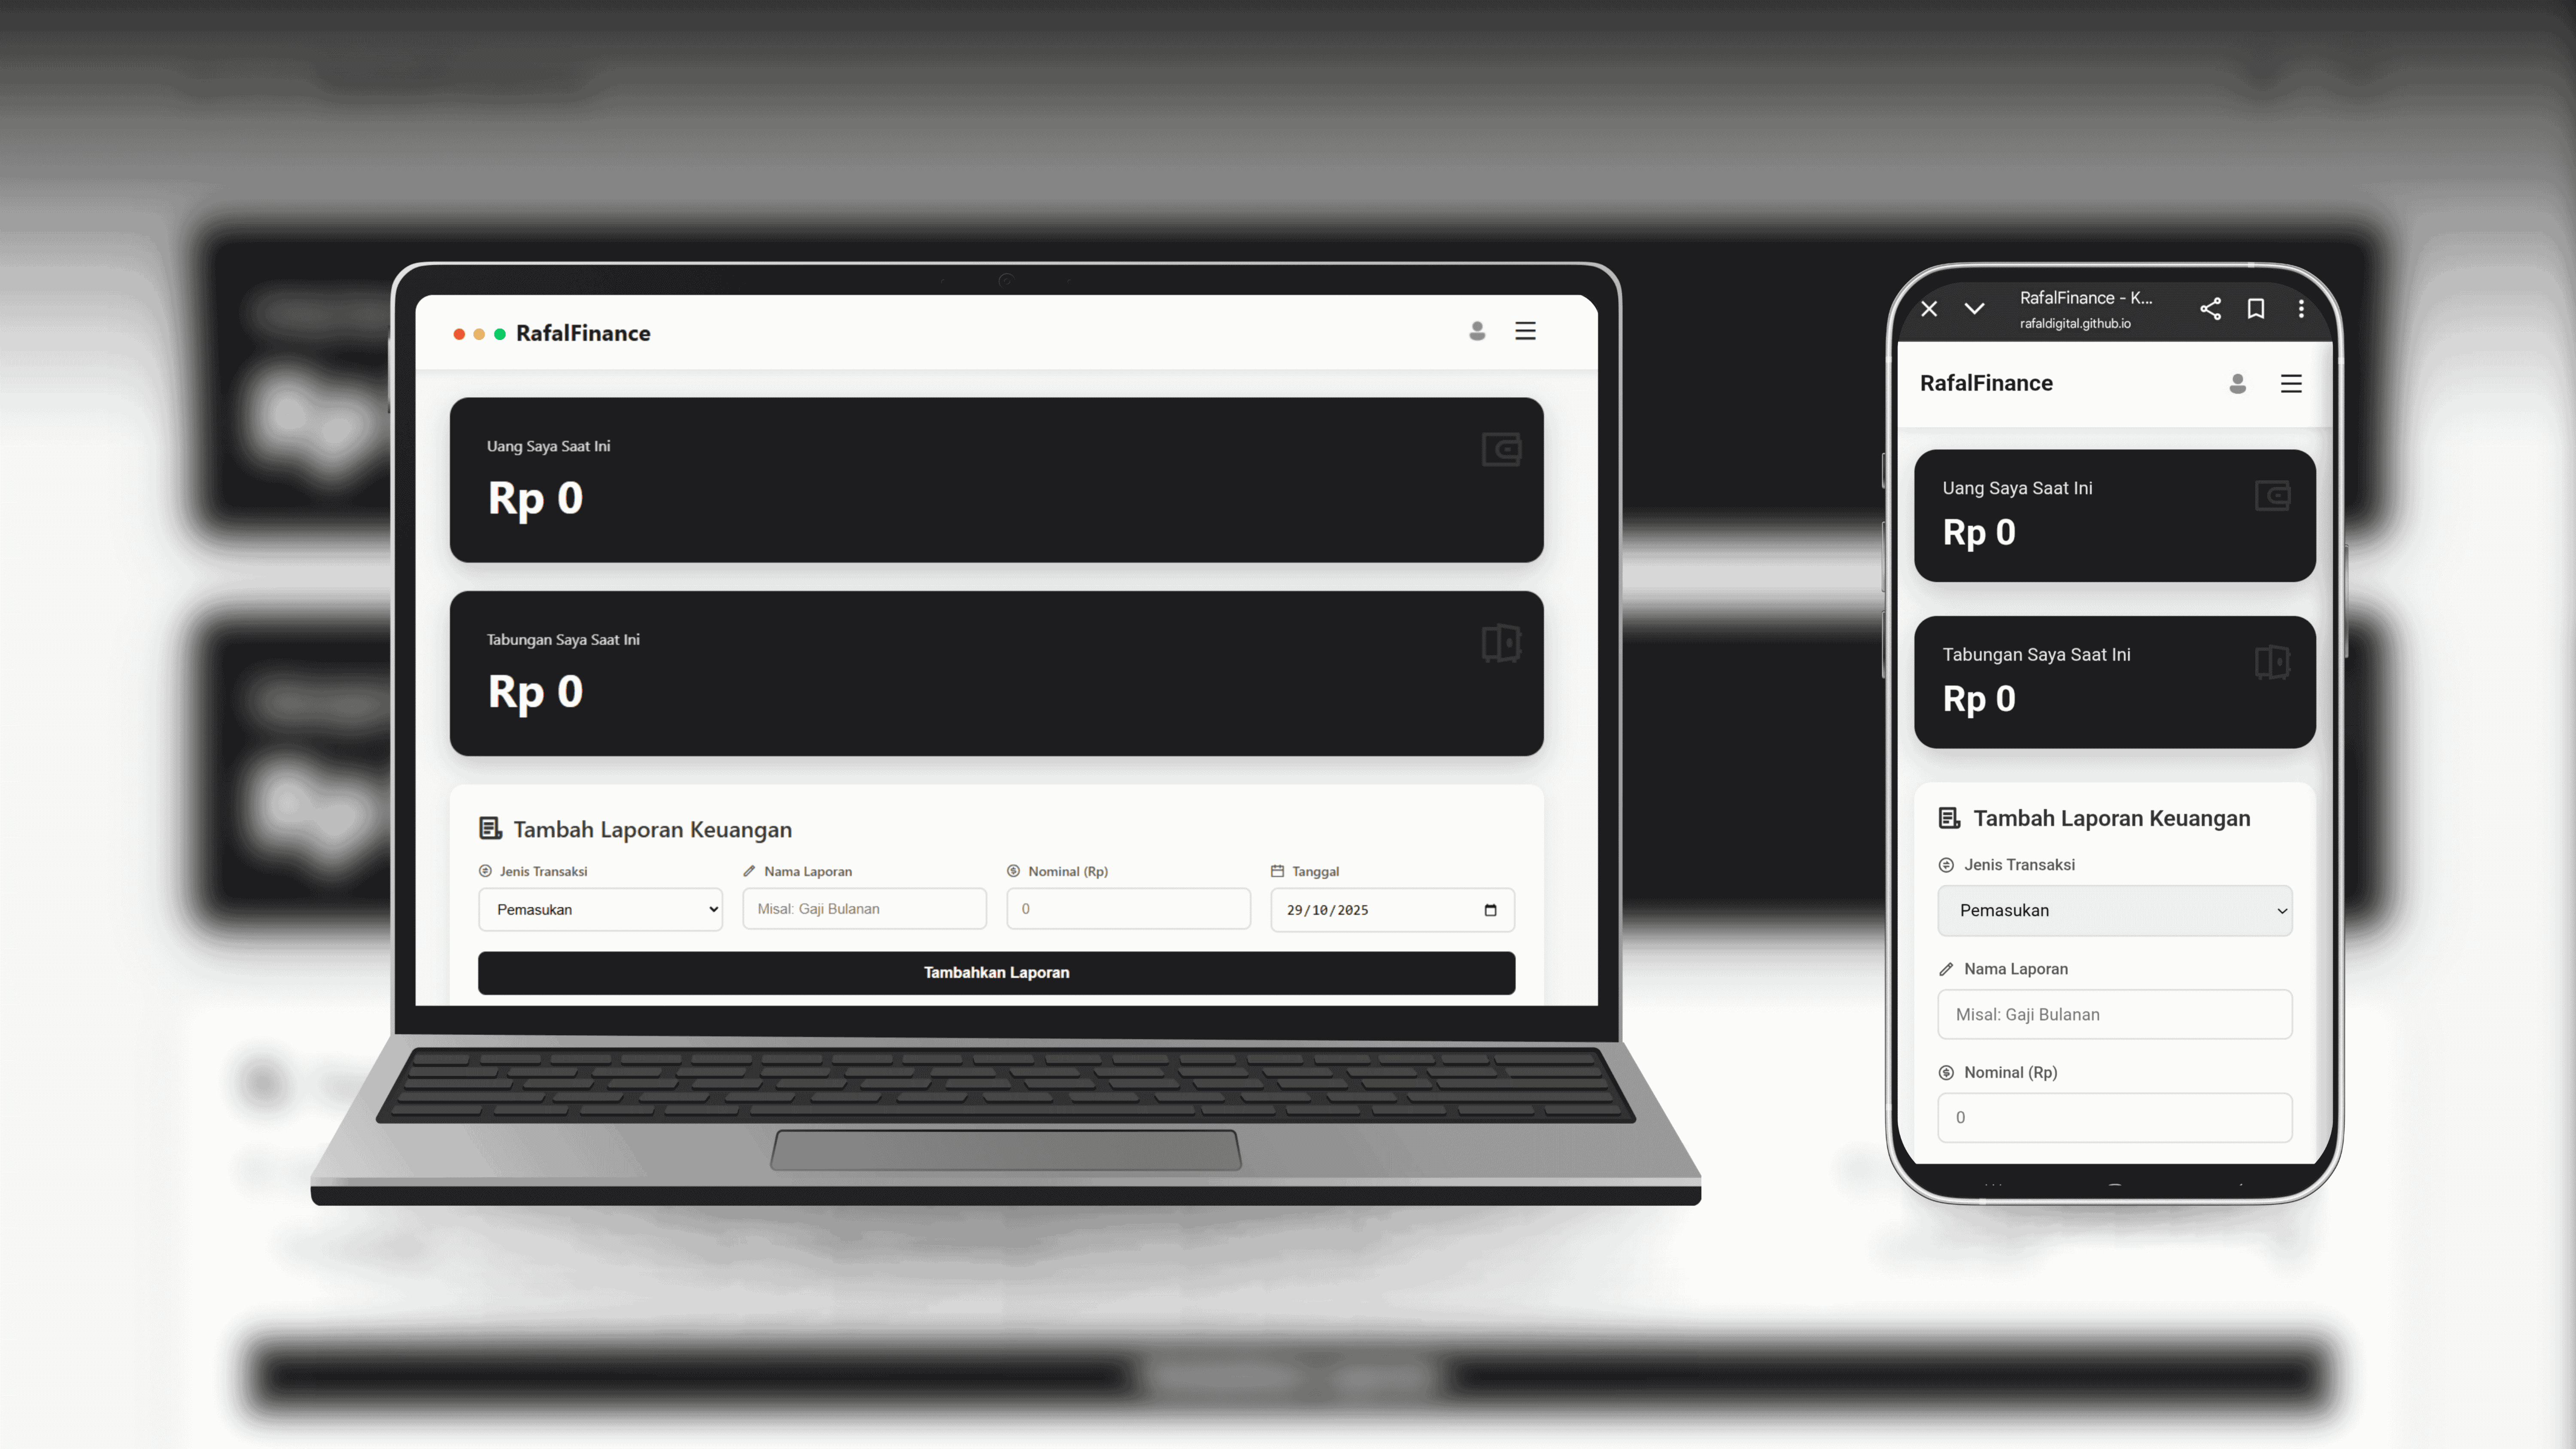 RafalFinance
Uang Saya Saat Ini
Rp 0
Tabungan Saya Saat Ini
Rp 0
Tambah Laporan Keuangan
Jenis Transaksi
Pemasukan
Nama Laporan
Misal: Gaji Bulanan
Nominal (Rp)
0
Tanggal
29/10/2025
Tambahkan Laporan
RafalFinance - K...
rafaldigital.github.io
RafalFinance
Uang Saya Saat Ini
Rp 0
Tabungan Saya Saat Ini
Rp 0
Tambah Laporan Keuangan
Jenis Transaksi
Pemasukan
Nama Laporan
Misal: Gaji Bulanan
Nominal (Rp)
0